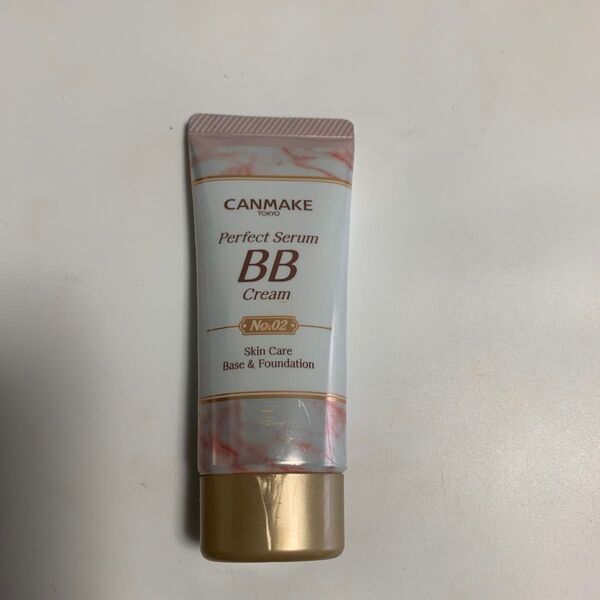 CANMAKE
TOKYO
Perfect Serum
BB
Cream
No.02
Skin Care
Base & Foundation